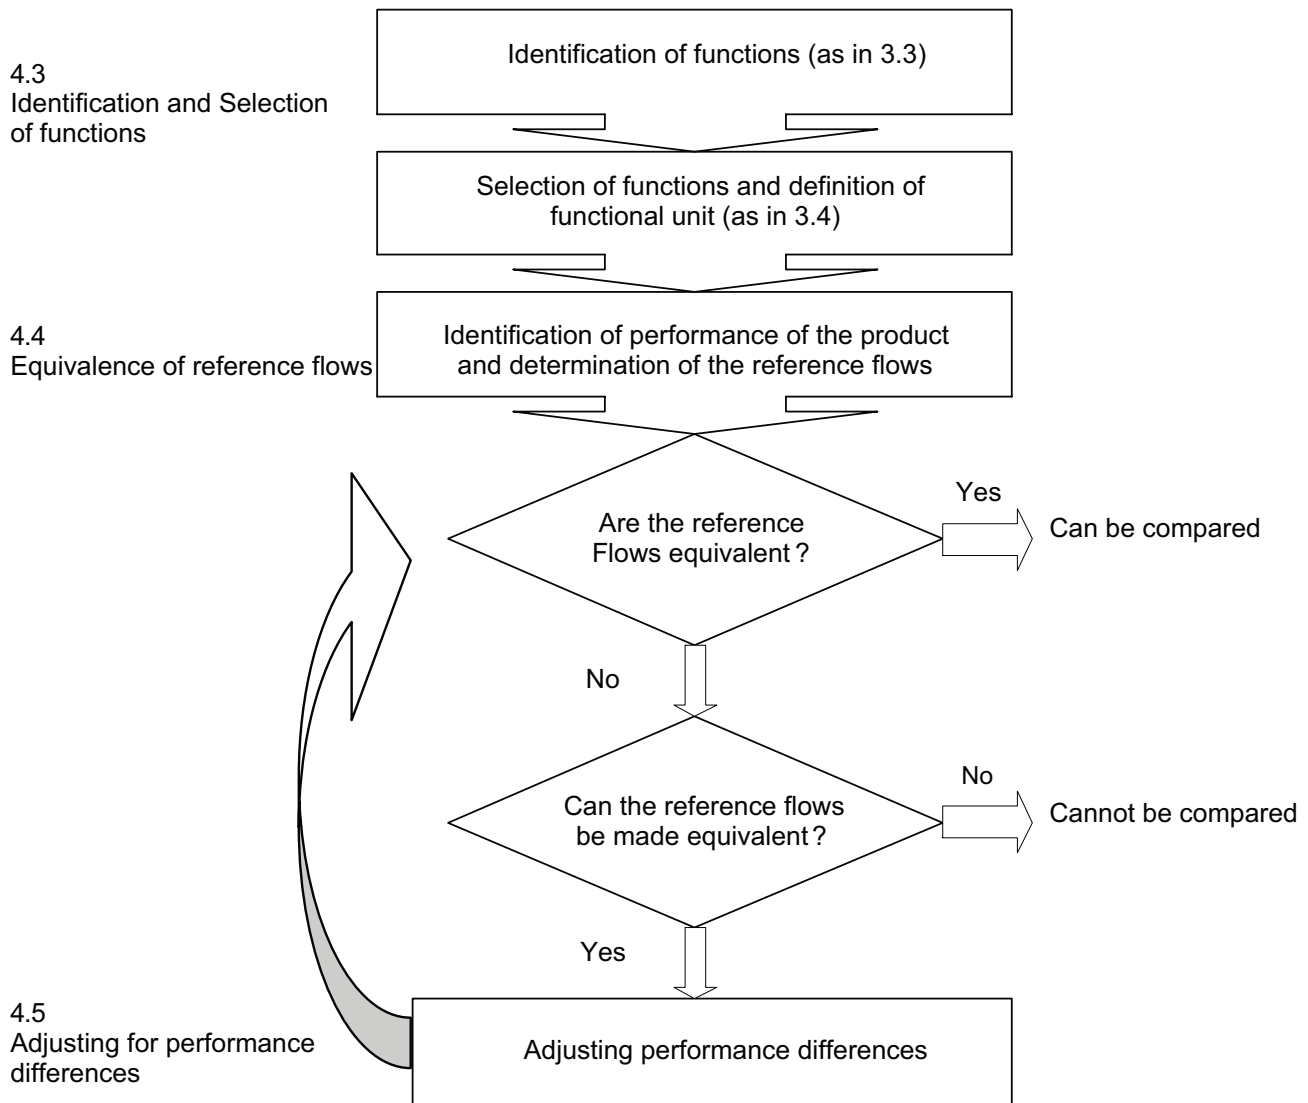 Identification of functions (as in 3.3)
4.3
Identification and Selection
of functions
Selection of functions and definition of
functional unit (as in 3.4)
4.4
Equivalence of reference flows
Identification of performance of the product
and determination of the reference flows
Are the reference
Flows equivalent ?
Yes
Can be compared
No
Can the reference flows
be made equivalent ?
No
Cannot be compared
Yes
4.5
Adjusting for performance
differences
Adjusting performance differences